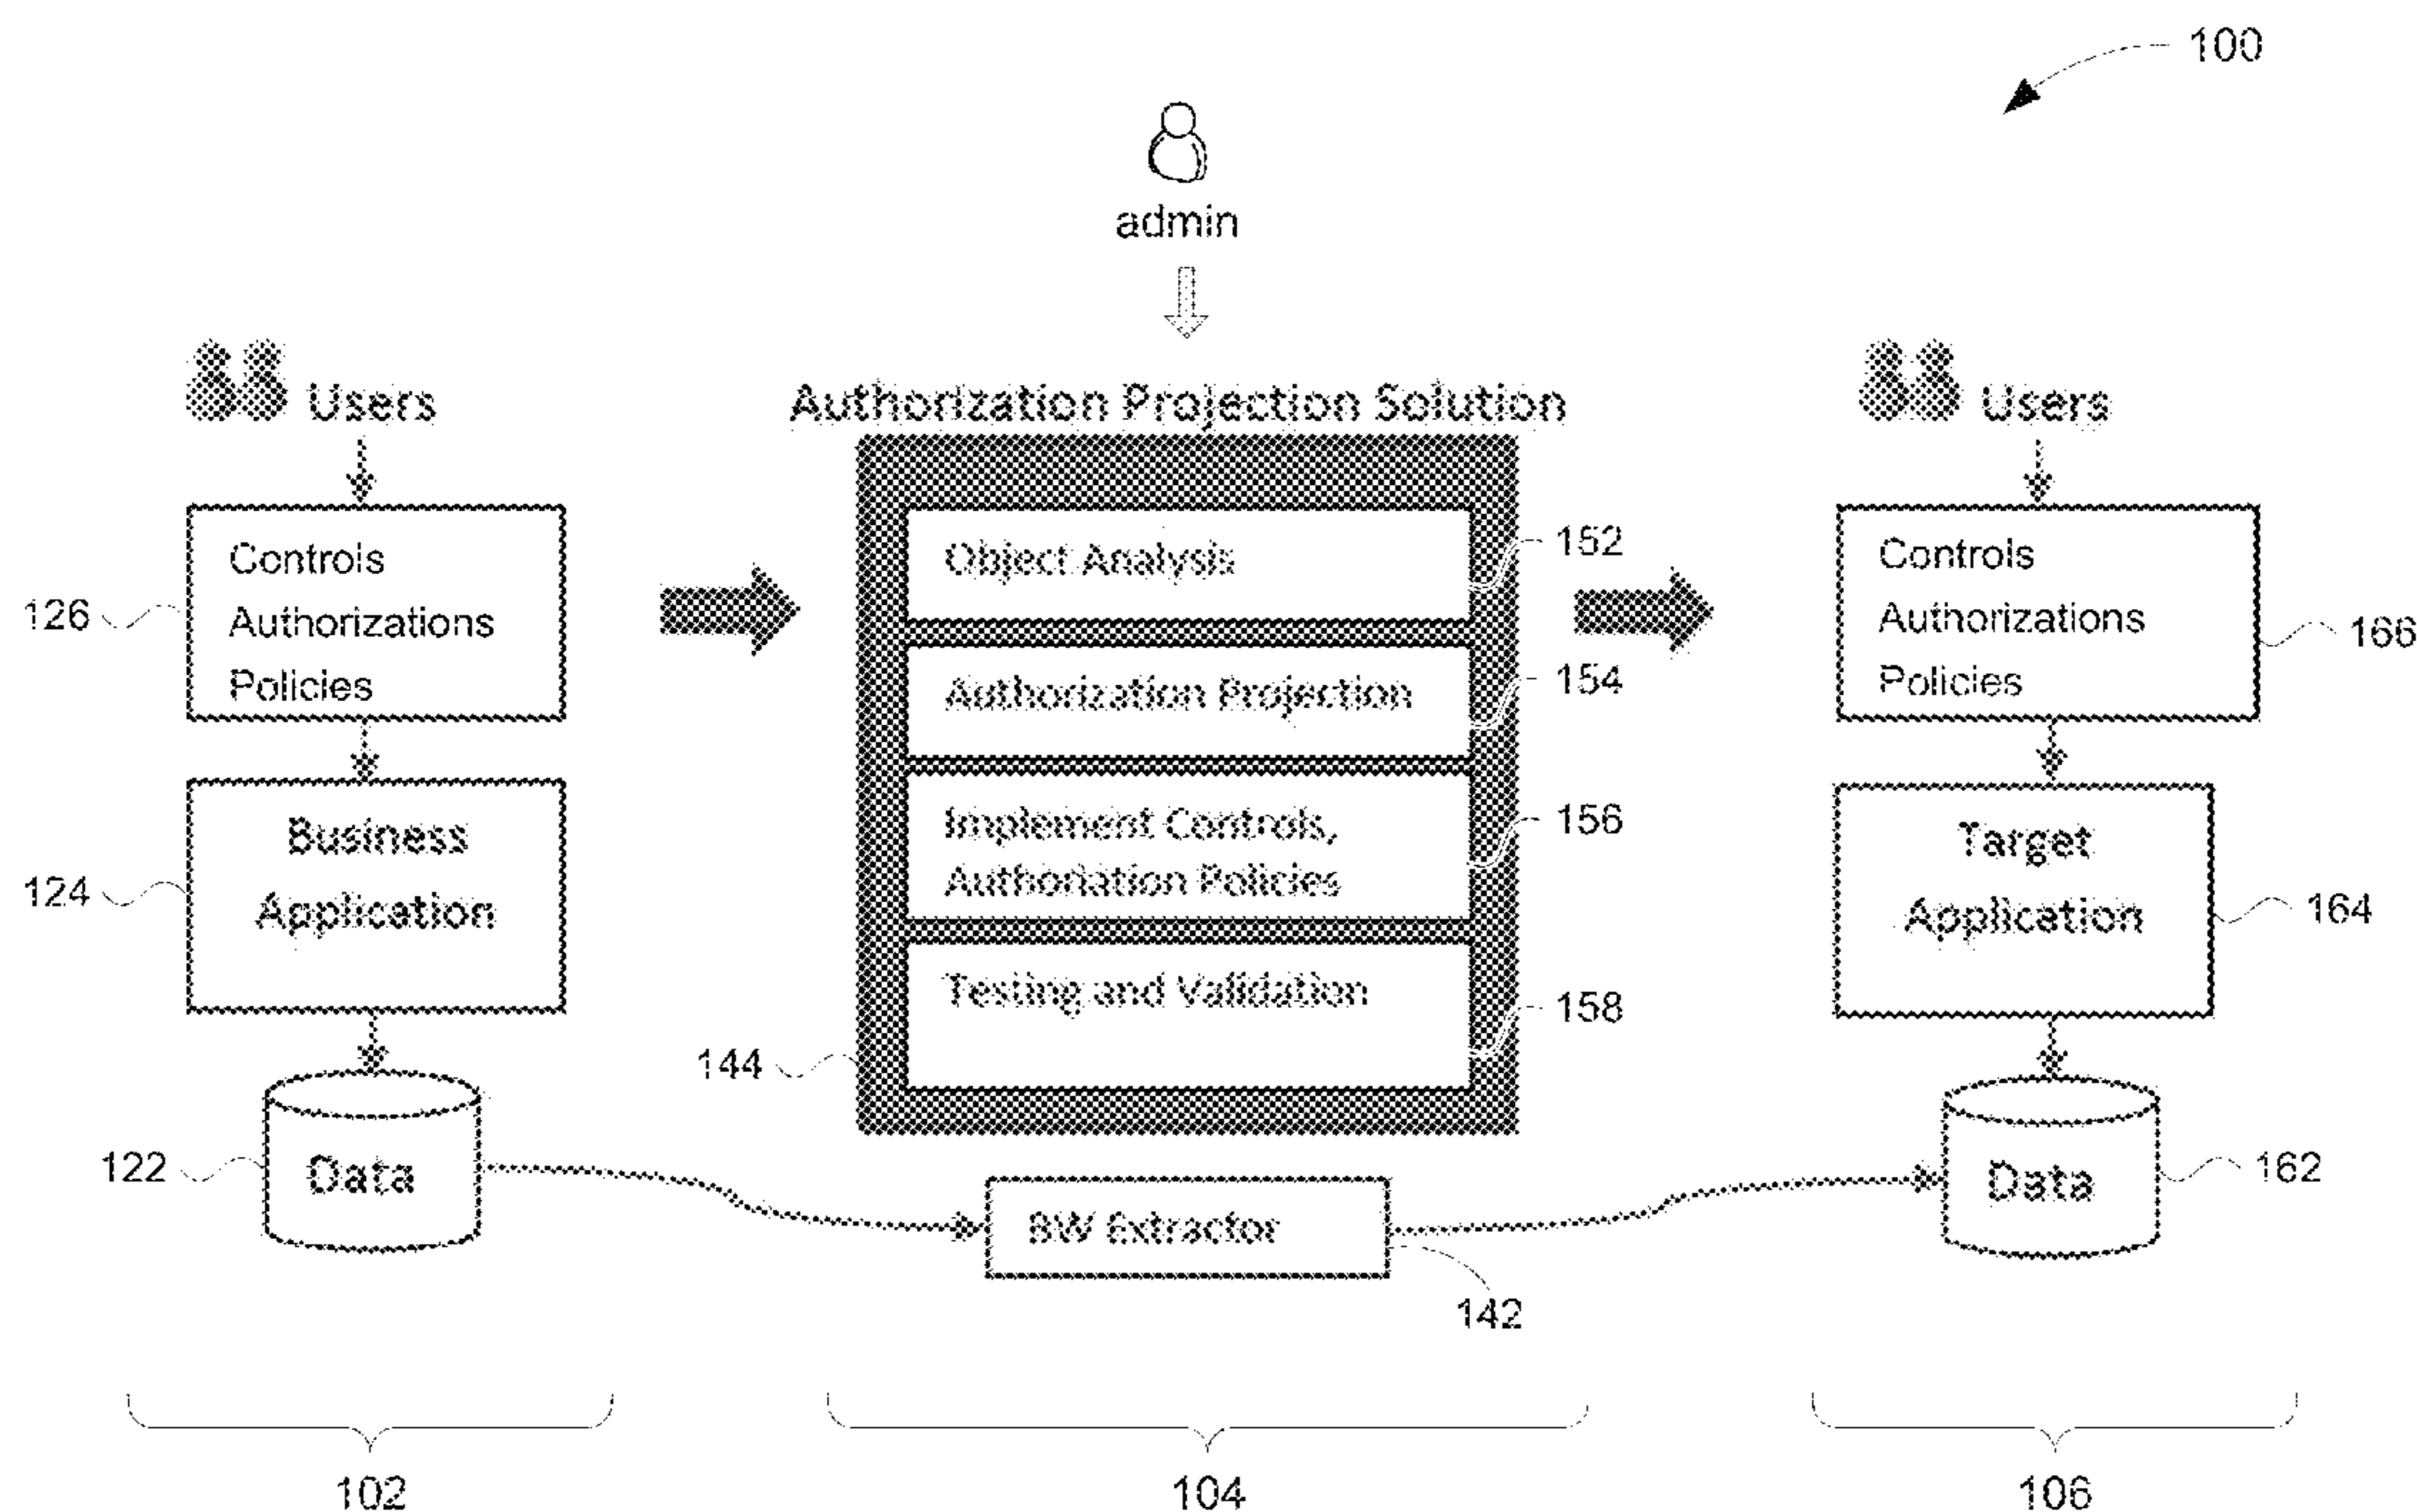 100
admin
Users
Controls
Authorizations
Policies
126
Business
Application
124
Data
122
102
Authorization Projection Solution
Object Analysis
152
Authorization Projection
154
Implement Controls,
Authoriation Policies
156
Testing and Validation
158
144
BW Extractor
142
104
Users
Controls
Authorizations
Policies
166
Target
Application
164
Data
162
106